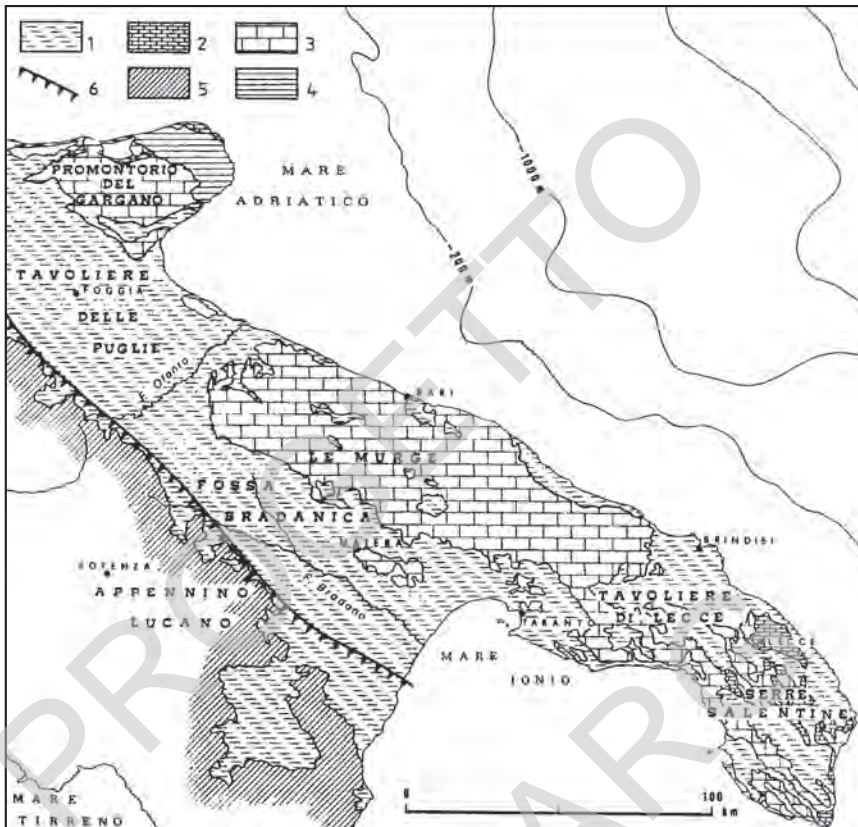 1 2 3
6 5 4
PROMONTORIO
DEL
GARGANO
MARE
ADRIATICO
-1000 m
-200 m
TAVOLIERE
FOGGIA
DELLE
PUGLIE
F. Ofanto
BARI
LE MURGE
FOSSA
BRADANICA
MATERA
BRINDISI
POTENZA
APPENNINO
LUCANO
F. Bradano
TARANTO
TAVOLIERE
DI LECCE
LECCE
MARE
IONIO
SERRE
SALENTINE
0 100
km
MARE
TIRRENO
PROGETTO